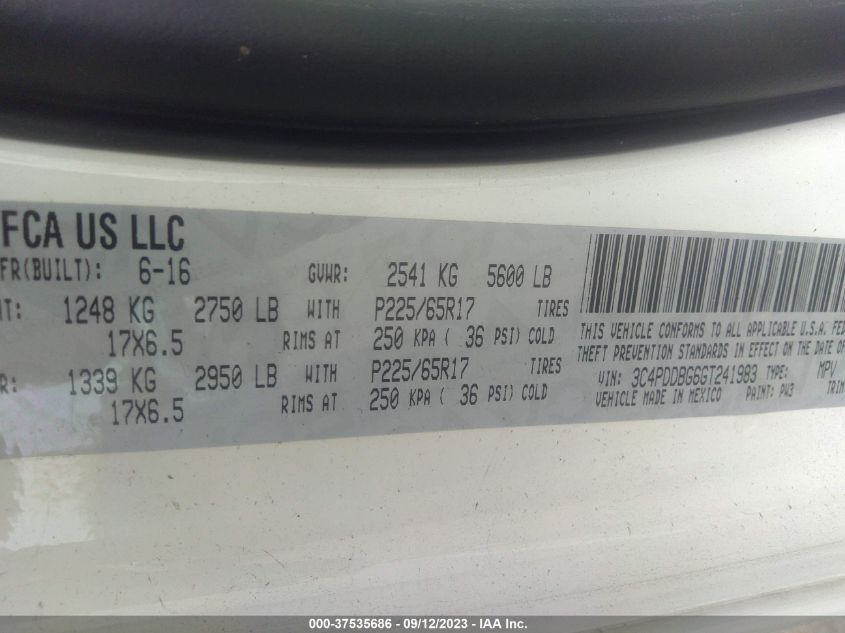 FCA US LLC
FR(BUILT): 6-16 GVWR: 2541 KG 5600 LB
T: 1248 KG 2750 LB WITH P225/65R17 TIRES
17X6.5 RIMS AT 250 KPA ( 36 PSI) COLD
R: 1339 KG 2950 LB WITH P225/65R17 TIRES
17X6.5 RIMS AT 250 KPA ( 36 PSI) COLD
THIS VEHICLE CONFORMS TO ALL APPLICABLE U.S.A. FED
THEFT PREVENTION STANDARDS IN EFFECT ON THE DATE OF
VIN: 3C4PDDBG6GT241983 TYPE: MPV
VEHICLE MADE IN MEXICO PAINT: PW3 TRIM
000-37535686 - 09/12/2023 - IAA Inc.